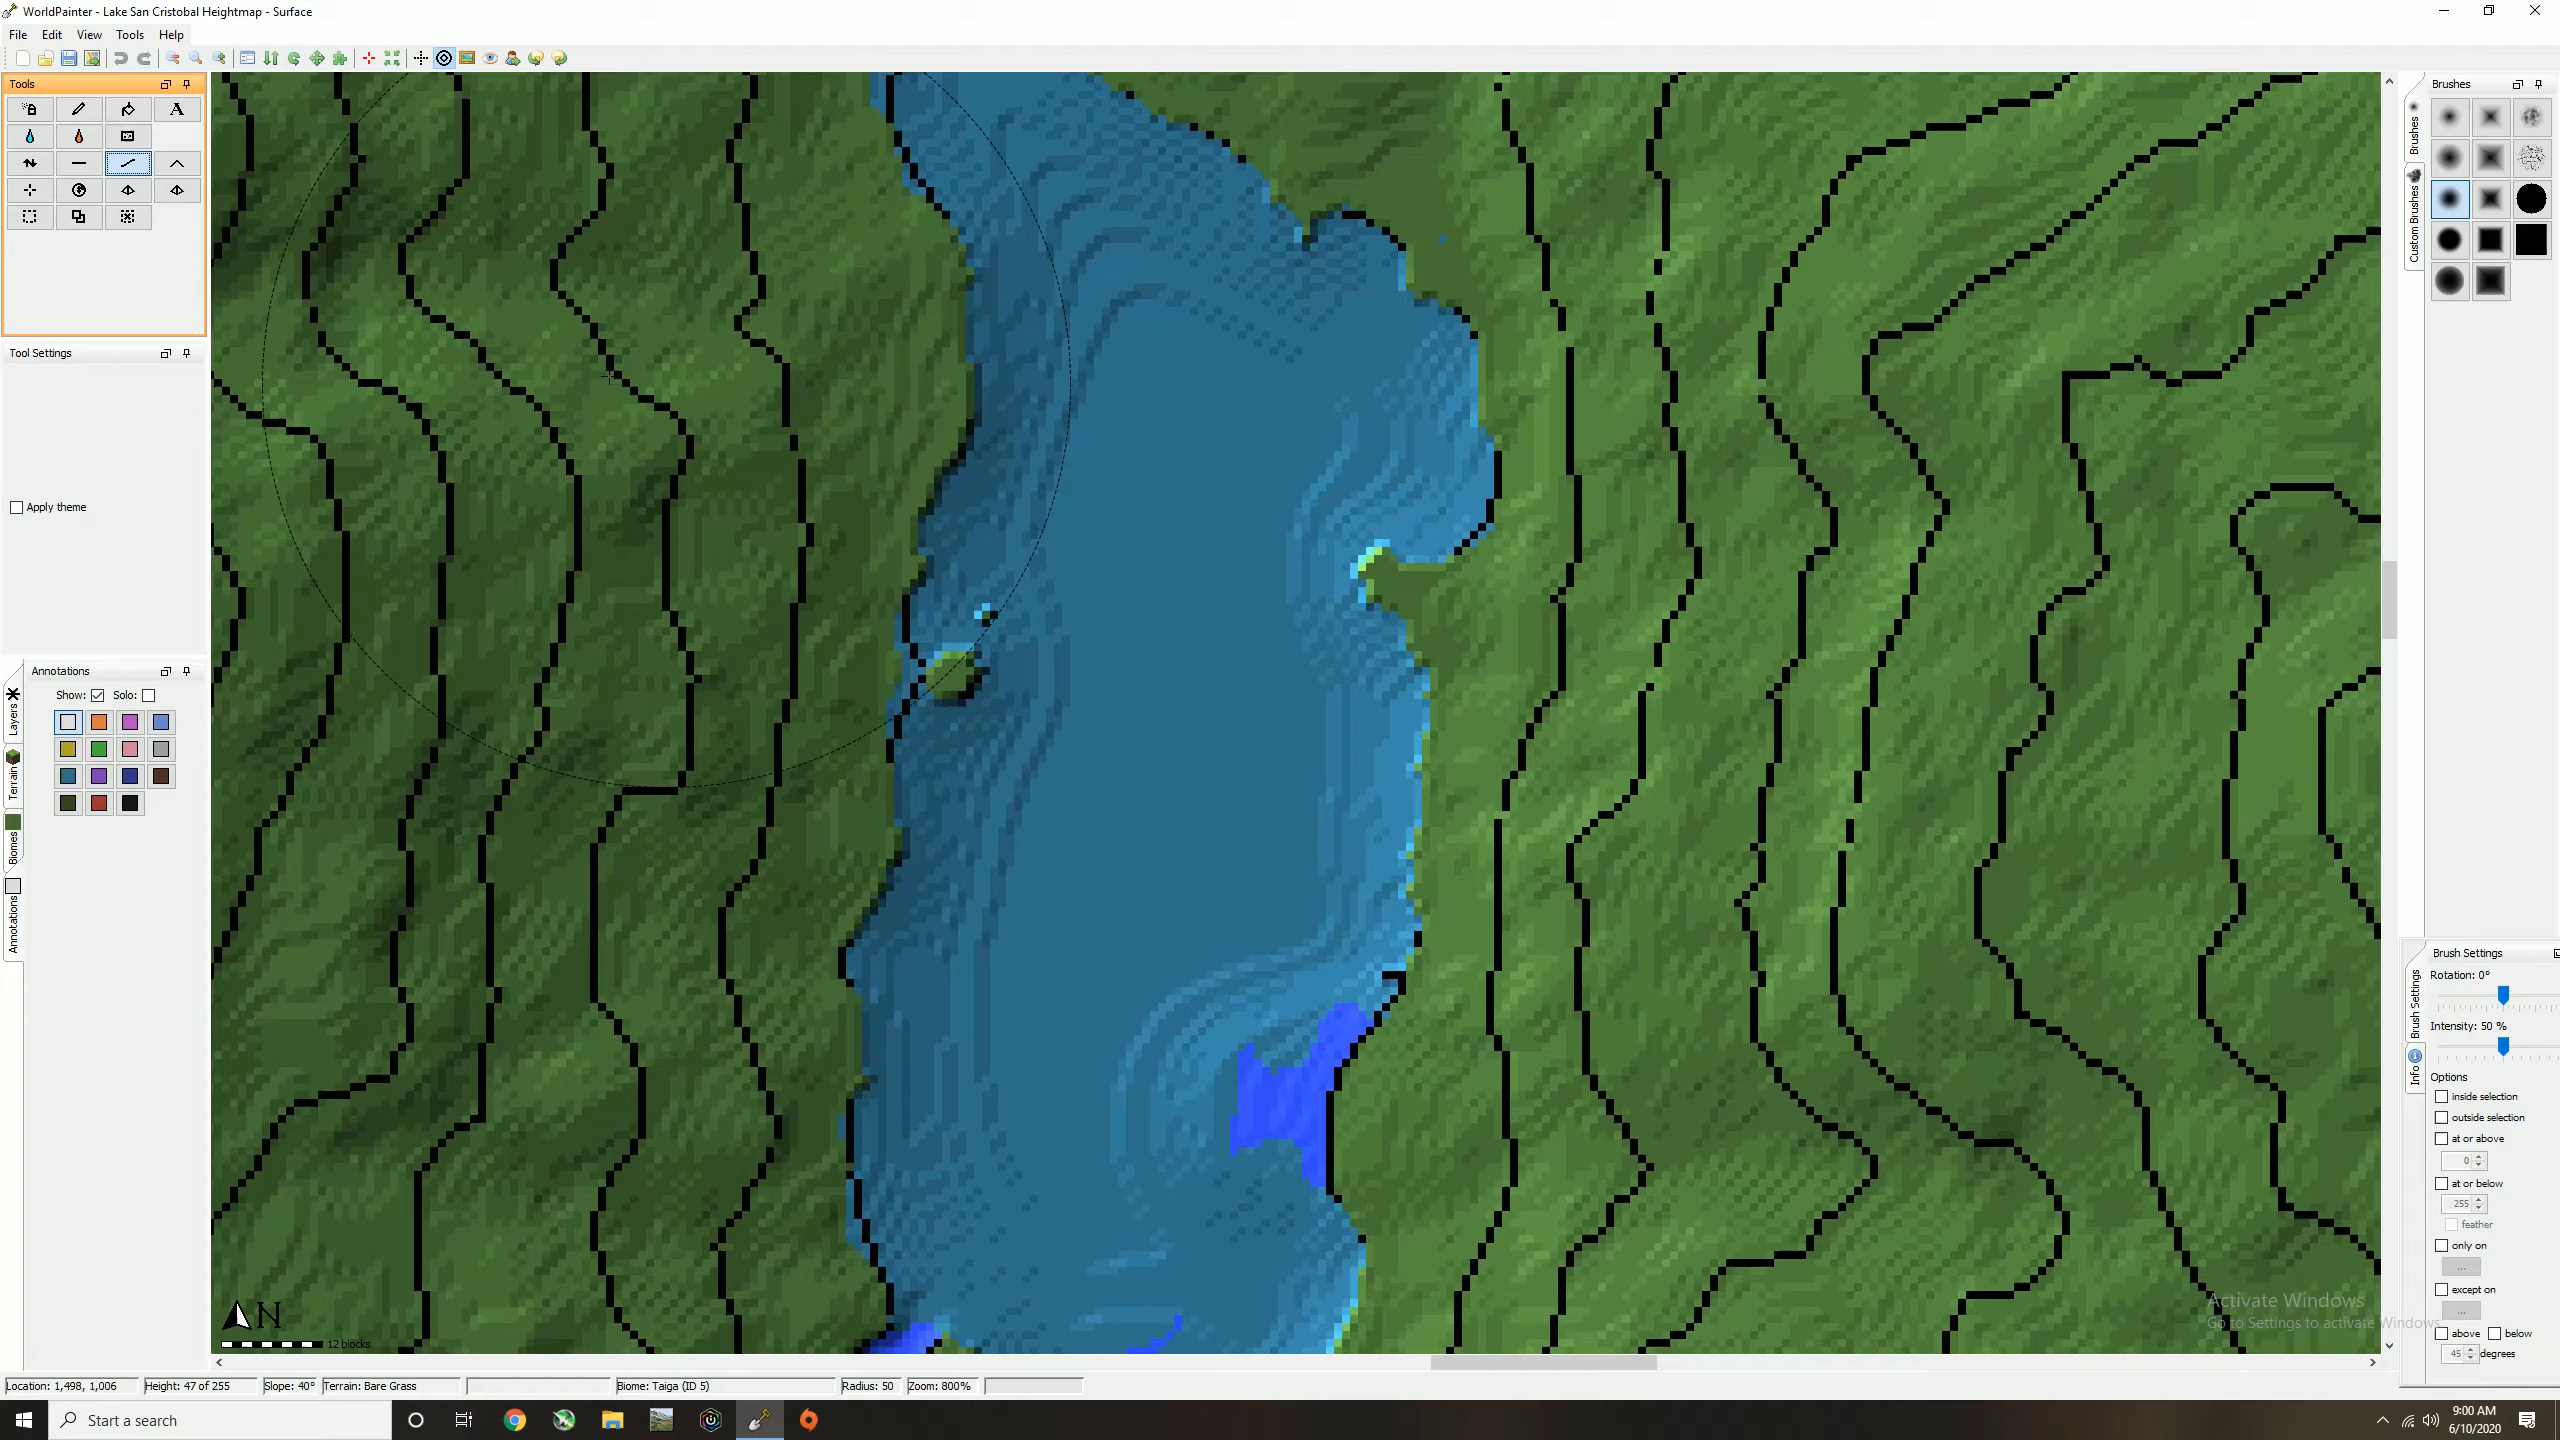 WorldPainter - Lake San Cristobal Heightmap - Surface
File Edit View Tools Help
Tools
Tool Settings
Apply theme
Annotations
Show: Solo:
Layers
Terrain
Biomes
Annotations
N
12 blocks
Brushes
Brushes
Custom Brushes
Brush Settings
Rotation: 0°
Intensity: 50 %
Options
inside selection
outside selection
at or above
0
at or below
255
feather
only on
...
except on
...
above below
45 degrees
Brush Settings
Info
Activate Windows
Go to Settings to activate Windows
Location: 1,498, 1,006 Height: 47 of 255 Slope: 40° Terrain: Bare Grass Biome: Taiga (ID 5) Radius: 50 Zoom: 800%
Start a search
9:00 AM
6/10/2020